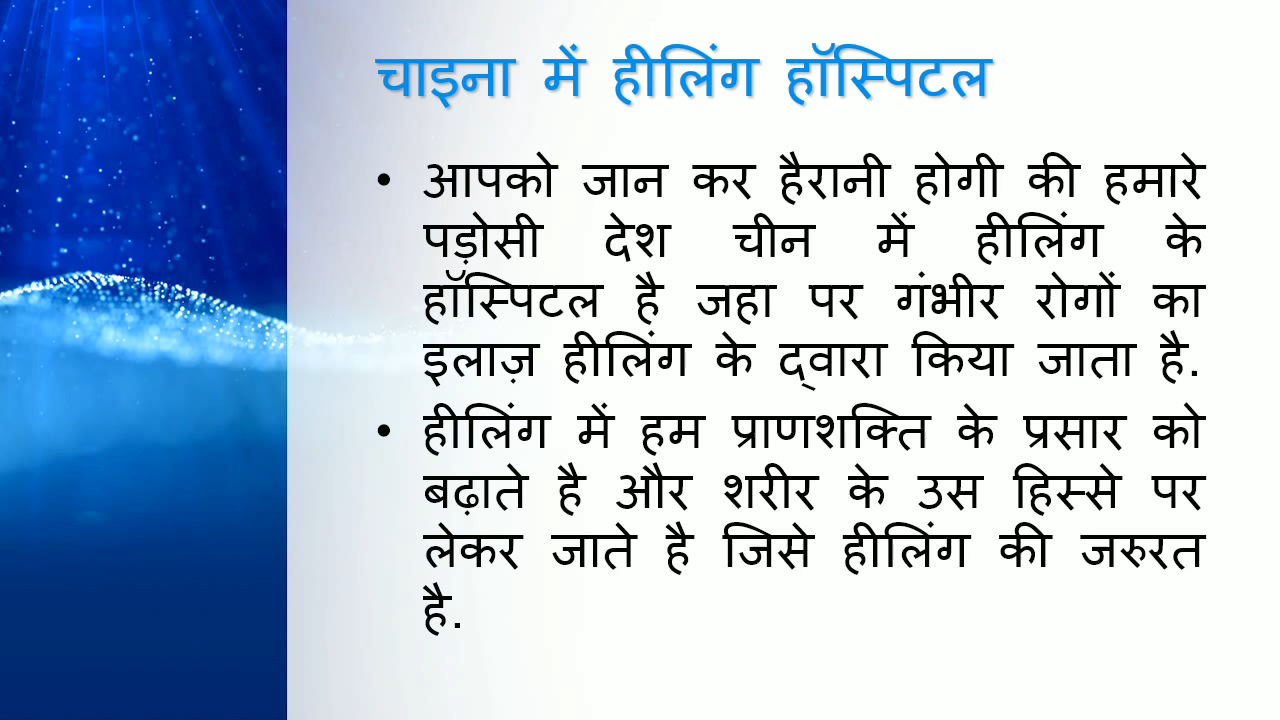 चाइना में हीलिंग हॉस्पिटल
• आपको जान कर हैरानी होगी की हमारे
पड़ोसी देश चीन में हीलिंग के
हॉस्पिटल है जहा पर गंभीर रोगों का
इलाज़ हीलिंग के द्वारा किया जाता है.
• हीलिंग में हम प्राणशक्ति के प्रसार को
बढ़ाते है और शरीर के उस हिस्से पर
लेकर जाते है जिसे हीलिंग की जरुरत
है.